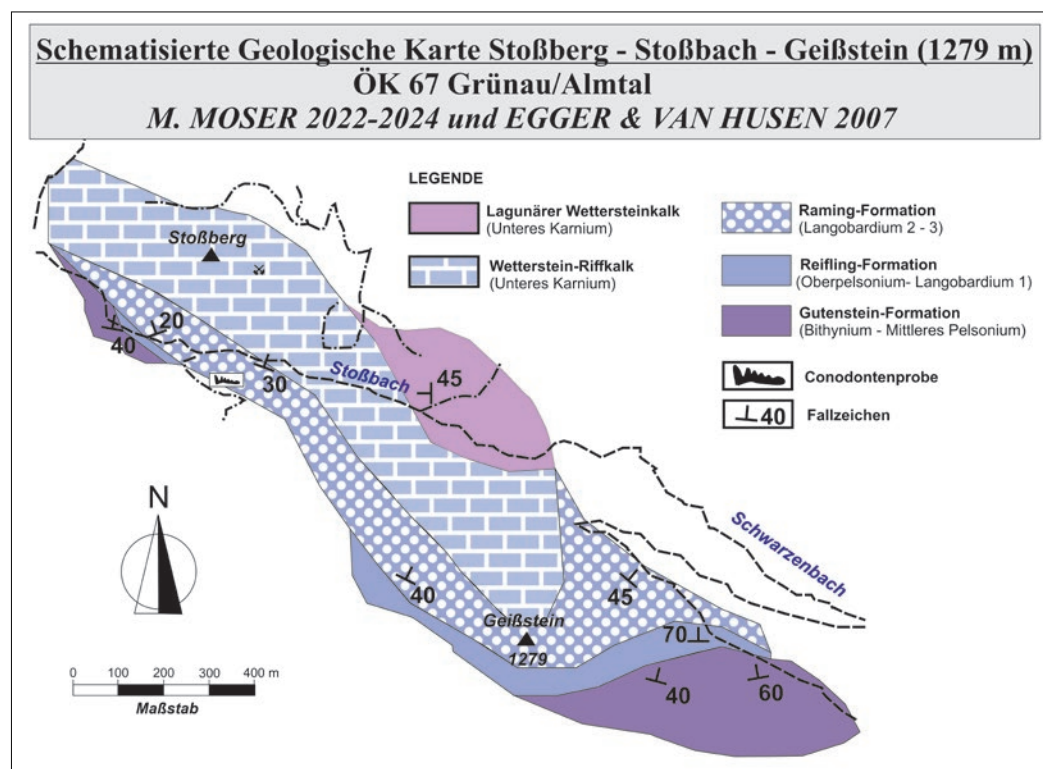 Schematisierte Geologische Karte Stoßberg - Stoßbach - Geißstein (1279 m)
ÖK 67 Grünau/Almtal
M. MOSER 2022-2024 und EGGER & VAN HUSEN 2007
LEGENDE
Lagunärer Wettersteinkalk
(Unteres Karnium)
Wetterstein-Riffkalk
(Unteres Karnium)
Raming-Formation
(Langobardium 2 - 3)
Reifling-Formation
(Oberpelsonium- Langobardium 1)
Gutenstein-Formation
(Bithynium - Mittleres Pelsonium)
Conodontenprobe
40
Fallzeichen
Stoßberg
20
40
30
Stoßbach
45
Schwarzenbach
40
45
Geißstein
1279
70
40
60
N
0 100 200 300 400 m
Maßstab